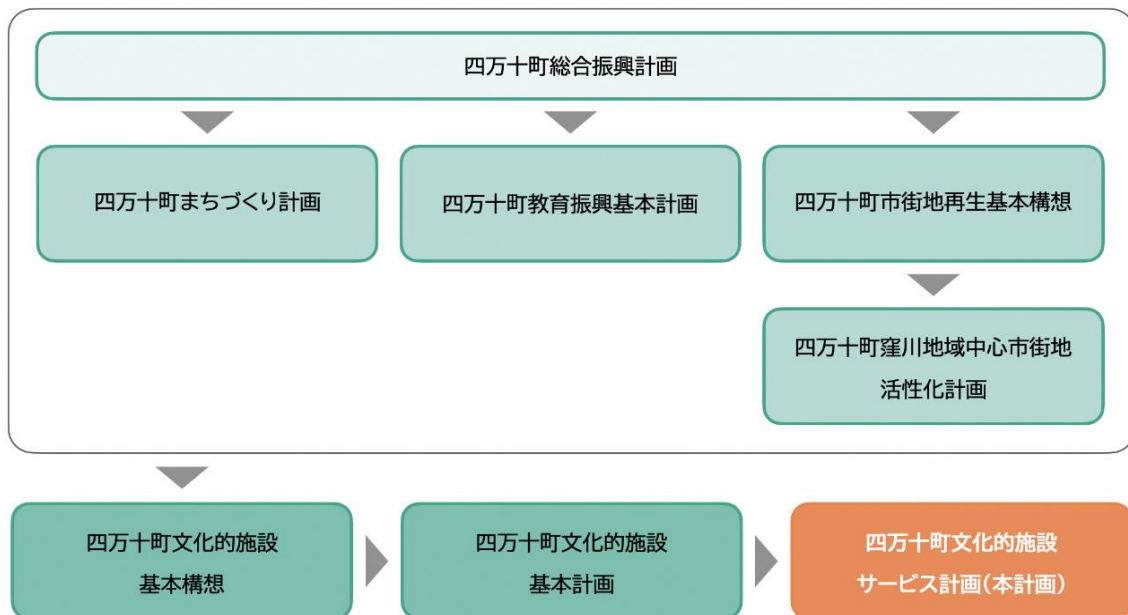 四万十町総合振興計画
四万十町まちづくり計画
四万十町教育振興基本計画
四万十町市街地再生基本構想
四万十町窪川地域中心市街地
活性化計画
四万十町文化的施設
基本構想
四万十町文化的施設
基本計画
四万十町文化的施設
サービス計画(本計画)